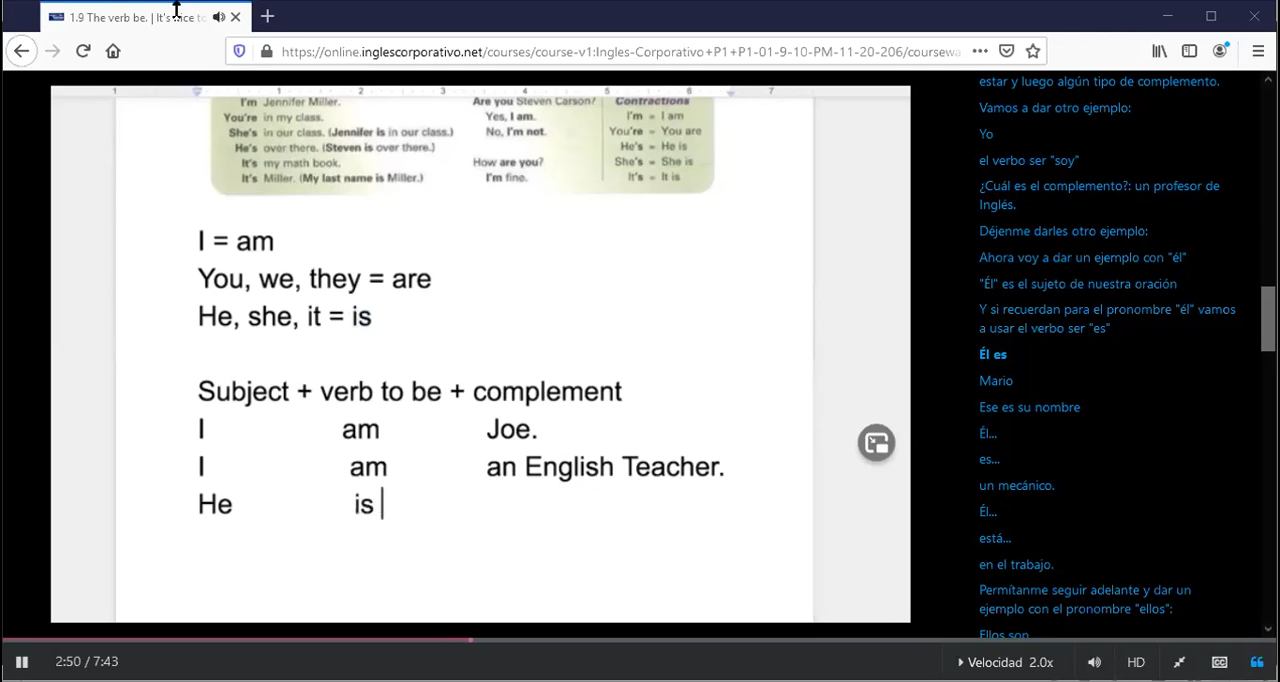 1.9 The verb be. | It's nice to
https://online.inglescorporativo.net/courses/course-v1:Ingles-Corporativo+P1+P1-01-9-10-PM-11-20-206/coursewa
1 1 2 3 4 5 6 7
I'm Jennifer Miller.
You're in my class.
She's in our class. (Jennifer is in our class.)
He's over there. (Steven is over there.)
It's my math book.
It's Miller. (My last name is Miller.)
Are you Steven Carson?
Yes, I am.
No, I'm not.
How are you?
I'm fine.
Contractions
I'm = I am
You're = You are
He's = He is
She's = She is
It's = It is
I = am
You, we, they = are
He, she, it = is
Subject + verb to be + complement
I am Joe.
I am an English Teacher.
He is
estar y luego algún tipo de complemento.
Vamos a dar otro ejemplo:
Yo
el verbo ser "soy"
¿Cuál es el complemento?: un profesor de
Inglés.
Déjenme darles otro ejemplo:
Ahora voy a dar un ejemplo con "él"
"Él" es el sujeto de nuestra oración
Y si recuerdan para el pronombre "él" vamos
a usar el verbo ser "es"
Él es
Mario
Ese es su nombre
Él...
es...
un mecánico.
Él...
está...
en el trabajo.
Permítanme seguir adelante y dar un
ejemplo con el pronombre "ellos":
Ellos son
2:50 / 7:43
Velocidad 2.0x
HD